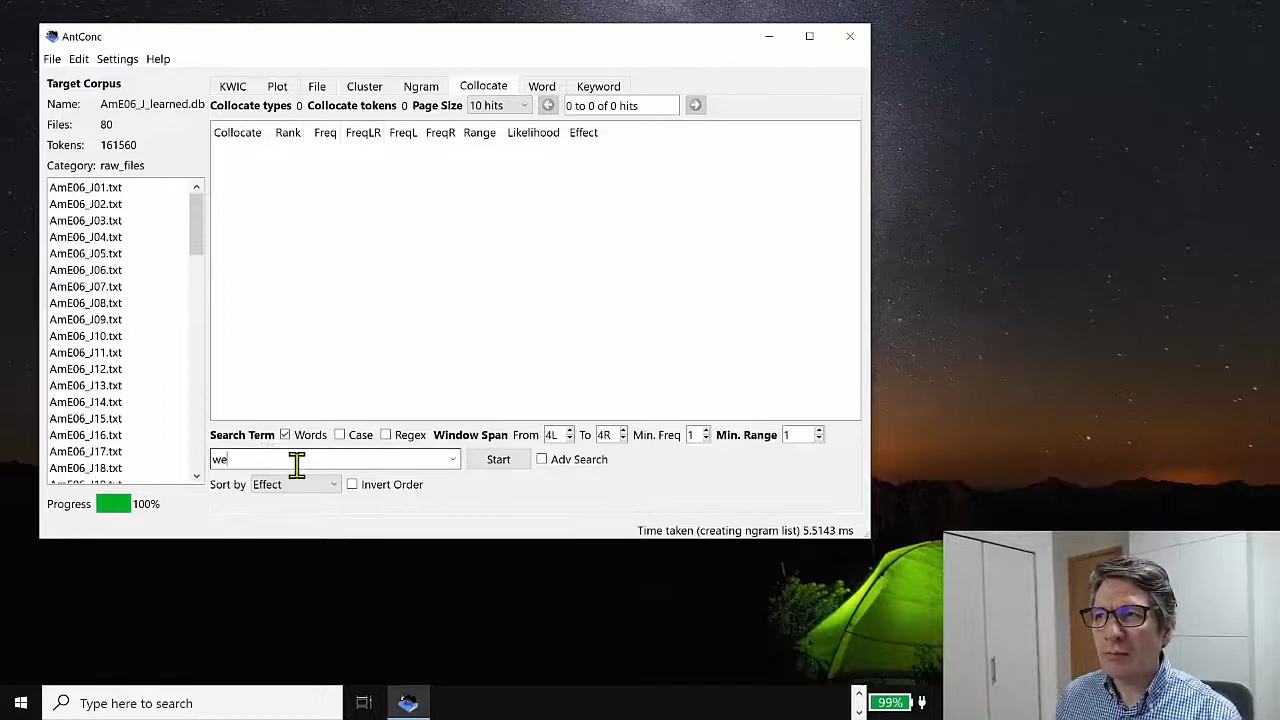 AntConc
File Edit Settings Help
Target Corpus
Name: AmE06_J_learned.db
Files: 80
Tokens: 161560
Category: raw_files
AmE06_J01.txt
AmE06_J02.txt
AmE06_J03.txt
AmE06_J04.txt
AmE06_J05.txt
AmE06_J06.txt
AmE06_J07.txt
AmE06_J08.txt
AmE06_J09.txt
AmE06_J10.txt
AmE06_J11.txt
AmE06_J12.txt
AmE06_J13.txt
AmE06_J14.txt
AmE06_J15.txt
AmE06_J16.txt
AmE06_J17.txt
AmE06_J18.txt
Progress 100%
KWIC Plot File Cluster Ngram Collocate Word Keyword
Collocate types 0 Collocate tokens 0 Page Size 10 hits 0 to 0 of 0 hits
Collocate Rank Freq FreqLR FreqL FreqR Range Likelihood Effect
Search Term Words Case Regex Window Span From 4L To 4R Min. Freq 1 Min. Range 1
we Start Adv Search
Sort by Effect Invert Order
Time taken (creating ngram list) 5.5143 ms
Type here to search
99%